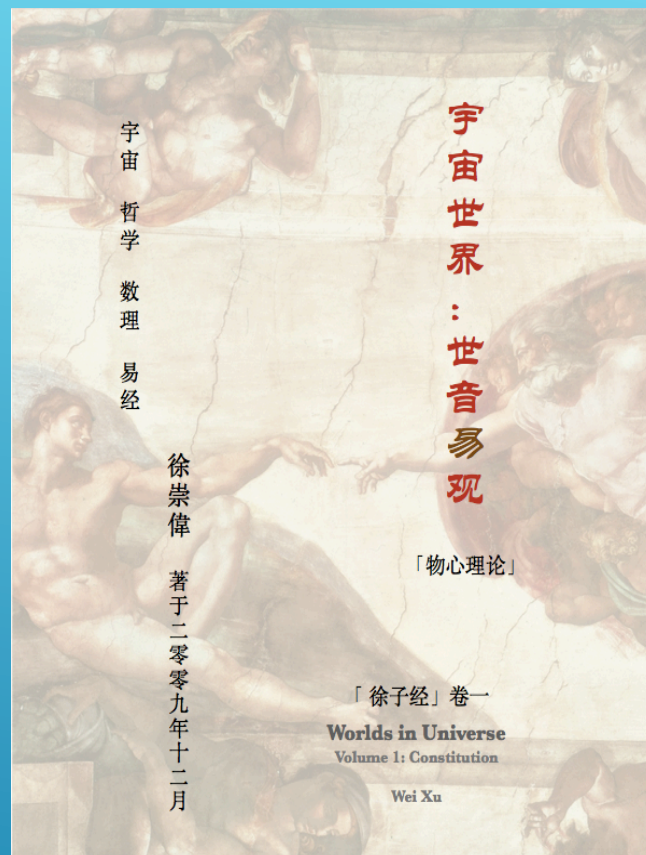 宇宙世界：世音易观
「物心理论」
宇宙 哲学 数理 易经
徐崇偉 著于二零零九年十二月
「徐子经」卷一
Worlds in Universe
Volume 1: Constitution
Wei Xu